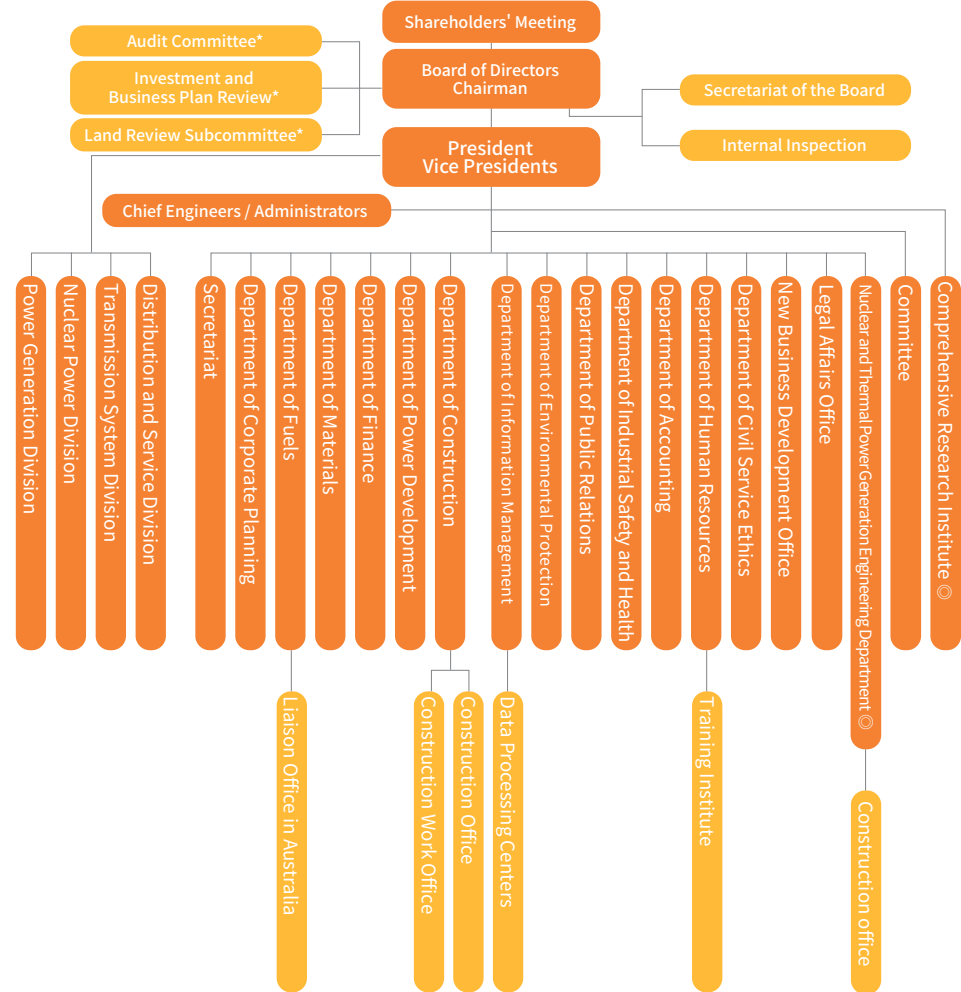 Shareholders' Meeting
Audit Committee*
Board of Directors
Chairman
Investment and
Business Plan Review*
Secretariat of the Board
Land Review Subcommittee*
Internal Inspection
President
Vice Presidents
Chief Engineers / Administrators
Power Generation Division
Nuclear Power Division
Transmission System Division
Distribution and Service Division
Secretariat
Department of Corporate Planning
Department of Fuels
Department of Materials
Department of Finance
Department of Power Development
Department of Construction
Department of Information Management
Department of Environmental Protection
Department of Public Relations
Department of Industrial Safety and Health
Department of Accounting
Department of Human Resources
Department of Civil Service Ethics
New Business Development Office
Legal Affairs Office
Nuclear and Thermal Power Generation Engineering Department ◎
Committee
Comprehensive Research Institute ◎
Liaison Office in Australia
Construction Work Office
Construction Office
Data Processing Centers
Training Institute
Construction office